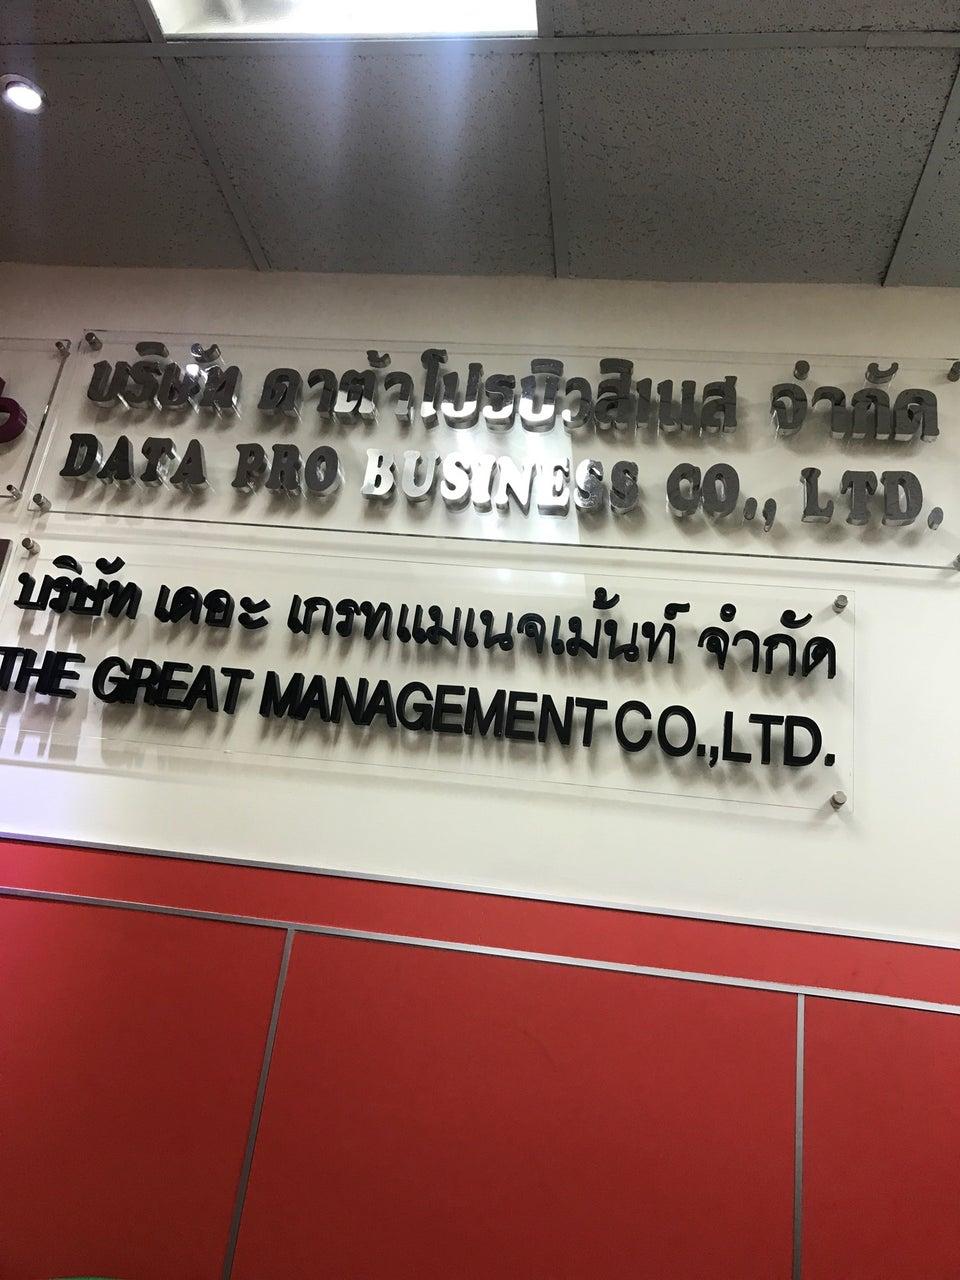 บริษัท ดาต้าโปรบิวสิเนส จำกัด
DATA PRO BUSINESS CO., LTD.
บริษัท เดอะ เกรทแมเนจเม้นท์ จำกัด
THE GREAT MANAGEMENT CO.,LTD.